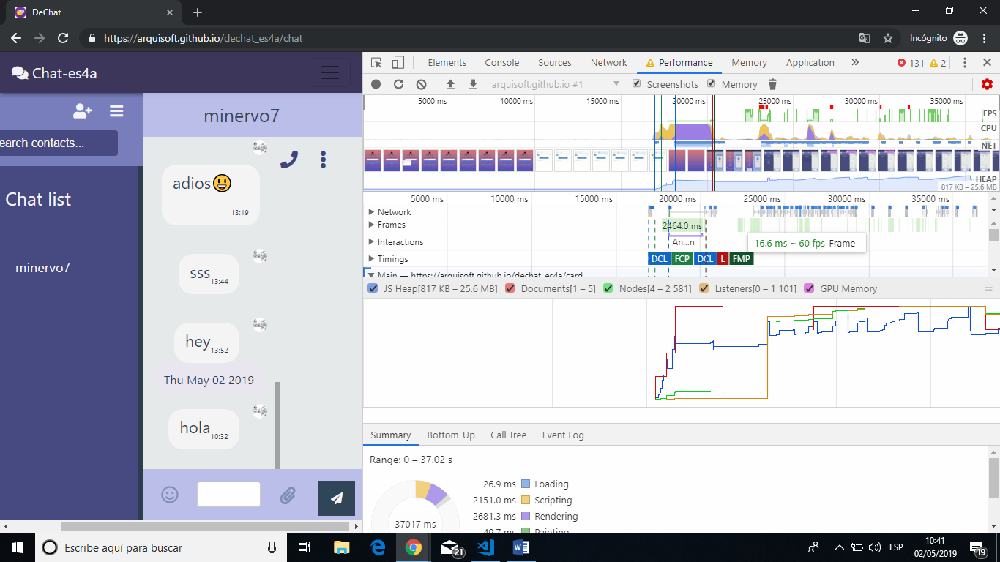 DeChat
https://arquisoft.github.io/dechat_es4a/chat
Incógnito
Chat-es4a
earch contacts...
Chat list
minervo7
minervo7
adios😃
13:19
sss 13:44
hey 13:52
Thu May 02 2019
hola 10:32
Elements Console Sources Network Performance Memory Application » 131 2
arquisoft.github.io #1 Screenshots Memory
5000 ms 10000 ms 15000 ms 20000 ms 25000 ms 30000 ms 35000 ms
FPS
CPU
NET
HEAP
817 KB – 25.6 MB
5000 ms 10000 ms 15000 ms 20000 ms 25000 ms 30000 ms 35000 ms
Network
Frames 2464.0 ms
Interactions An...n
16.6 ms ~ 60 fps Frame
Timings DCL FCP DCL L FMP
Main — https://arquisoft.github.io/dechat_es4a/card
JS Heap[817 KB – 25.6 MB] Documents[1 – 5] Nodes[4 – 2 581] Listeners[0 – 1 101] GPU Memory
Summary Bottom-Up Call Tree Event Log
Range: 0 – 37.02 s
26.9 ms Loading
2151.0 ms Scripting
2681.3 ms Rendering
49.7 ms Painting
37017 ms
Escribe aquí para buscar
21
ESP
10:41
02/05/2019
19